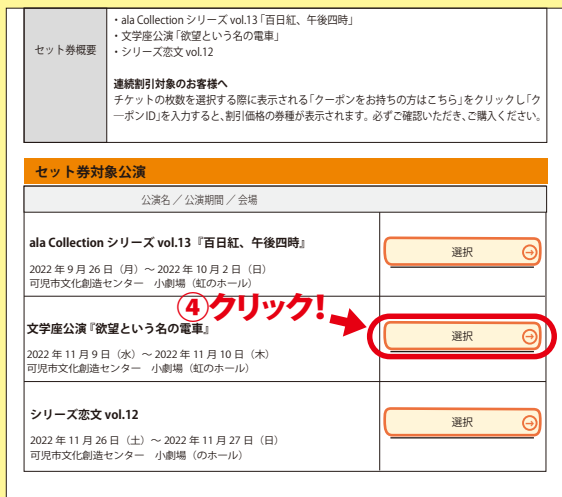 セット券概要
・ala Collection シリーズ vol.13「百日紅、午後四時」
・文学座公演「欲望という名の電車」
・シリーズ恋文 vol.12
連続割引対象のお客様へ
チケットの枚数を選択する際に表示される「クーポンをお持ちの方はこちら」をクリックし「ク
ーポンID」を入力すると、割引価格の券種が表示されます。必ずご確認いただき、ご購入ください。
セット券対象公演
公演名 ／ 公演期間 ／ 会場
ala Collection シリーズ vol.13『百日紅、午後四時』
2022 年 9 月 26 日（月）～ 2022 年 10 月 2 日（日）
可児市文化創造センター　小劇場（虹のホール）
選択
④クリック!
文学座公演『欲望という名の電車』
2022 年 11 月 9 日（水）～ 2022 年 11 月 10 日（木）
可児市文化創造センター　小劇場（虹のホール）
選択
シリーズ恋文 vol.12
2022 年 11 月 26 日（土）～ 2022 年 11 月 27 日（日）
可児市文化創造センター　小劇場（のホール）
選択